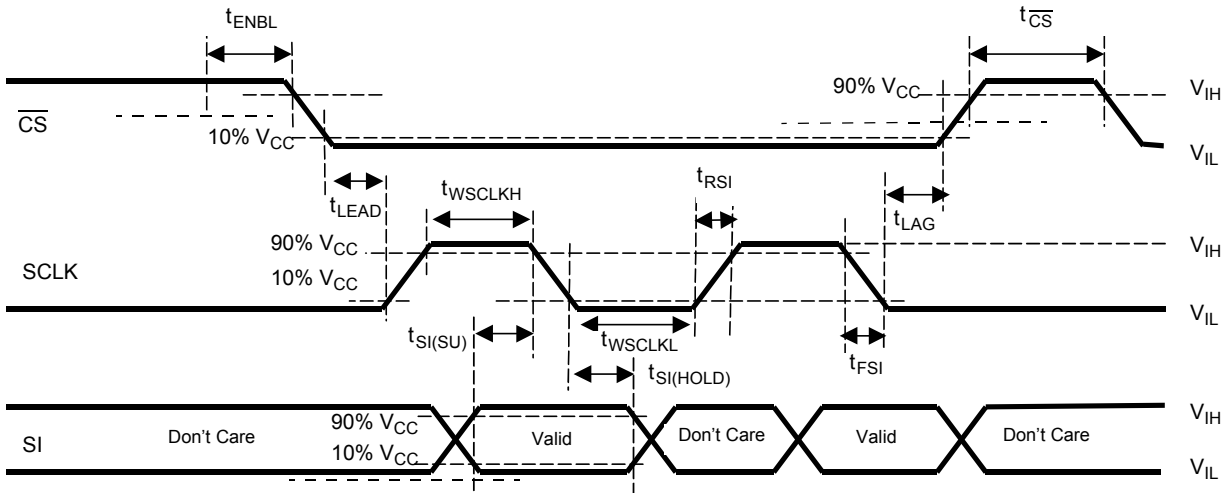 tENBL
tCS
CS
90% VCC
VIH
10% VCC
VIL
tLEAD
tWSCLKH
tRSI
tLAG
SCLK
90% VCC
VIH
10% VCC
VIL
tSI(SU)
tWSCLKL
tFSI
tSI(HOLD)
SI
Don't Care
90% VCC
10% VCC
Valid
Don't Care
Valid
Don't Care
VIH
VIL